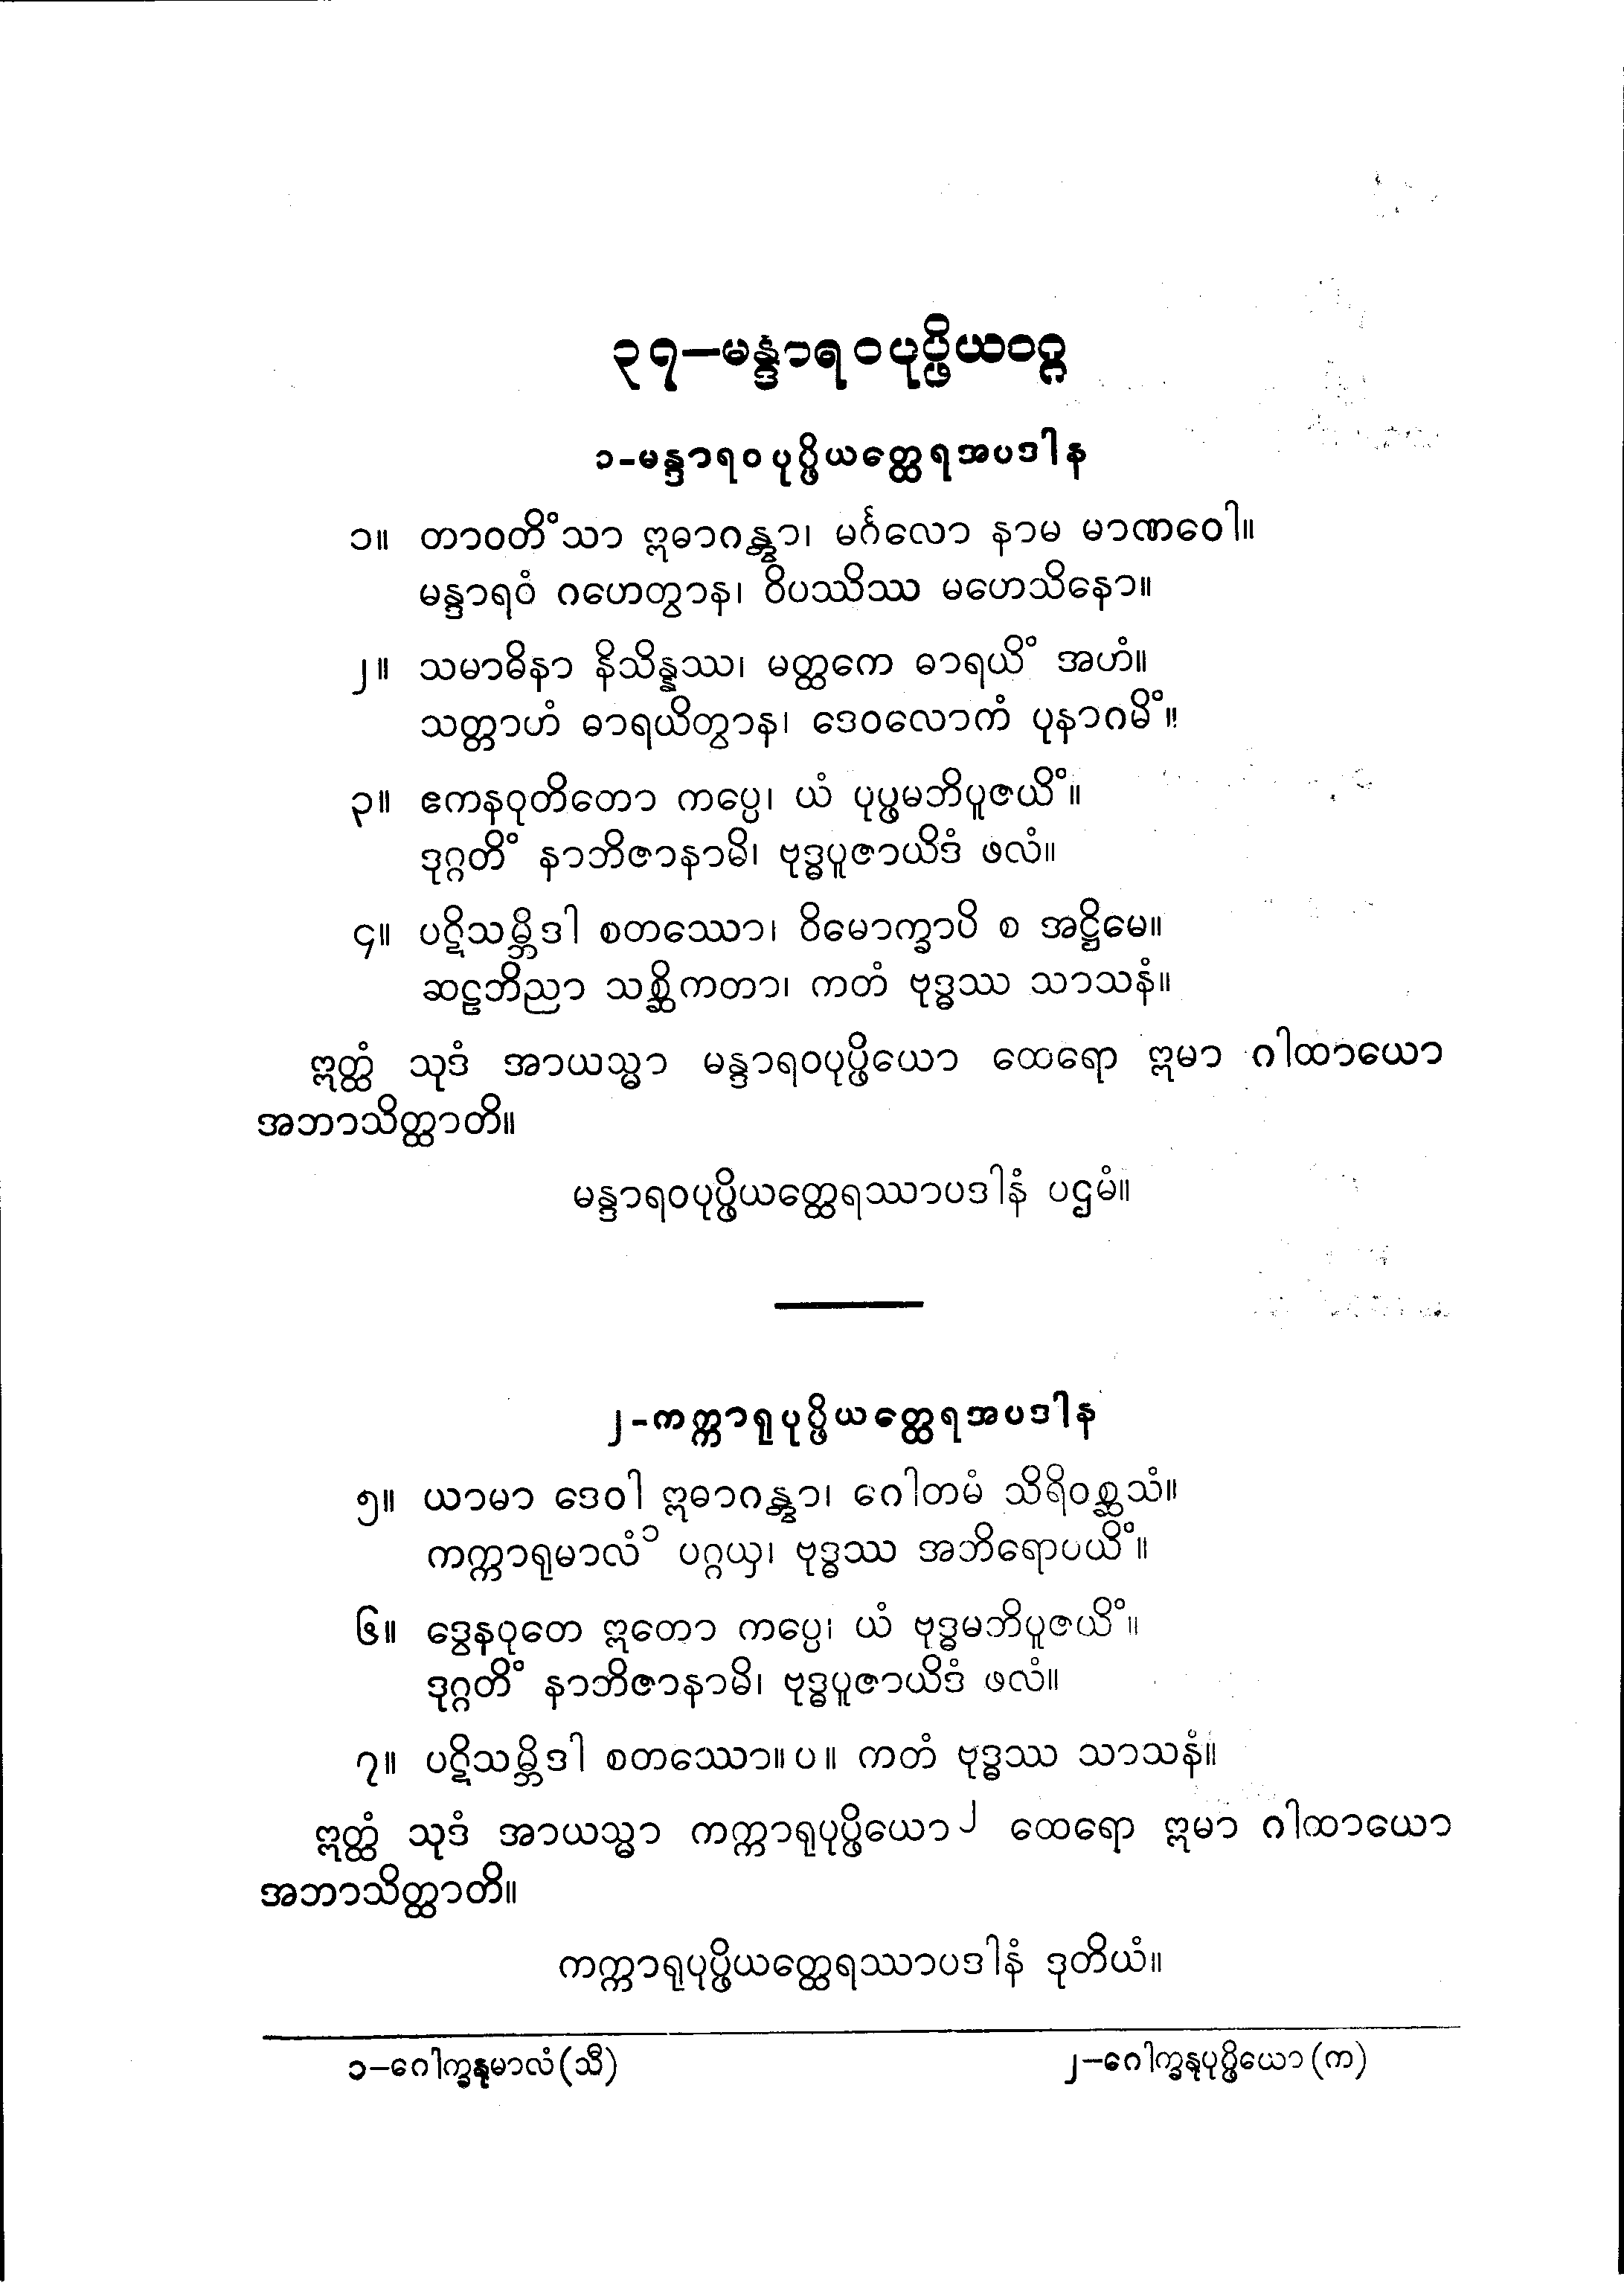 ၃၇—မန္ဒာရဝပုပ္ဖိယဝဂ္ဂ
၁-မန္ဒာရဝပုပ္ဖိယတ္ထေရအပဒါန
၁။ တာဝတိံသာ ဣဓာဂန္တွာ၊ မင်္ဂလော နာမ မာဏဝေါ။
မန္ဒာရဝံ ဂဟေတွာန၊ ဝိပဿိဿ မဟေသိနော။
၂။ သမာဓိနာ နိသိန္နဿ၊ မတ္ထကေ ဓာရယိံ အဟံ။
သတ္တာဟံ ဓာရယိတွာန၊ ဒေဝလောကံ ပုနာဂမိံ။
၃။ ဧကနဝုတိတော ကပ္ပေ၊ ယံ ပုပ္ဖမဘိပူဇယိံ။
ဒုဂ္ဂတိံ နာဘိဇာနာမိ၊ ဗုဒ္ဓပူဇာယိဒံ ဖလံ။
၄။ ပဋိသမ္ဘိဒါ စတဿော၊ ဝိမောက္ခာပိ စ အဋ္ဌိမေ။
ဆဠဘိညာ သစ္ဆိကတာ၊ ကတံ ဗုဒ္ဓဿ သာသနံ။
ဣတ္ထံ သုဒံ အာယသ္မာ မန္ဒာရဝပုပ္ဖိယော ထေရော ဣမာ ဂါထာယော
အဘာသိတ္ထာတိ။
မန္ဒာရဝပုပ္ဖိယတ္ထေရဿာပဒါနံ ပဌမံ။
၂-ကက္ကာရုပုပ္ဖိယတ္ထေရအပဒါန
၅။ ယာမာ ဒေဝါ ဣဓာဂန္တွာ၊ ဂေါတမံ သိရိဝစ္ဆသံ။
ကက္ကာရုမာလံ၁ ပဂ္ဂယှ၊ ဗုဒ္ဓဿ အဘိရောပယိံ။
၆။ ဒွေနဝုတေ ဣတော ကပ္ပေ၊ ယံ ဗုဒ္ဓမဘိပူဇယိံ။
ဒုဂ္ဂတိံ နာဘိဇာနာမိ၊ ဗုဒ္ဓပူဇာယိဒံ ဖလံ။
၇။ ပဋိသမ္ဘိဒါ စတဿော။ ပ။ ကတံ ဗုဒ္ဓဿ သာသနံ။
ဣတ္ထံ သုဒံ အာယသ္မာ ကက္ကာရုပုပ္ဖိယော၂ ထေရော ဣမာ ဂါထာယော
အဘာသိတ္ထာတိ။
ကက္ကာရုပုပ္ဖိယတ္ထေရဿာပဒါနံ ဒုတိယံ။
၁—ဂေါက္ခနုမာလံ (သီ) ၂—ဂေါက္ခနုပုပ္ဖိယော (က)